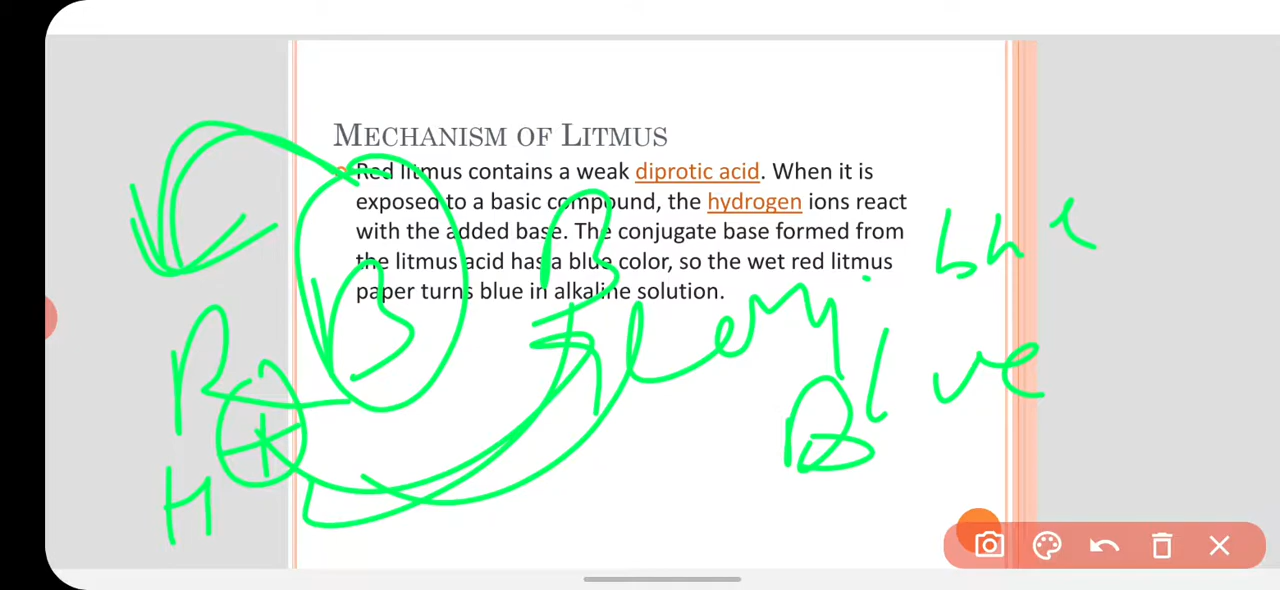 MECHANISM OF LITMUS
Red litmus contains a weak diprotic acid. When it is
exposed to a basic compound, the hydrogen ions react
with the added base. The conjugate base formed from
the litmus acid has a blue color, so the wet red litmus
paper turns blue in alkaline solution.
B
B
Blue
H